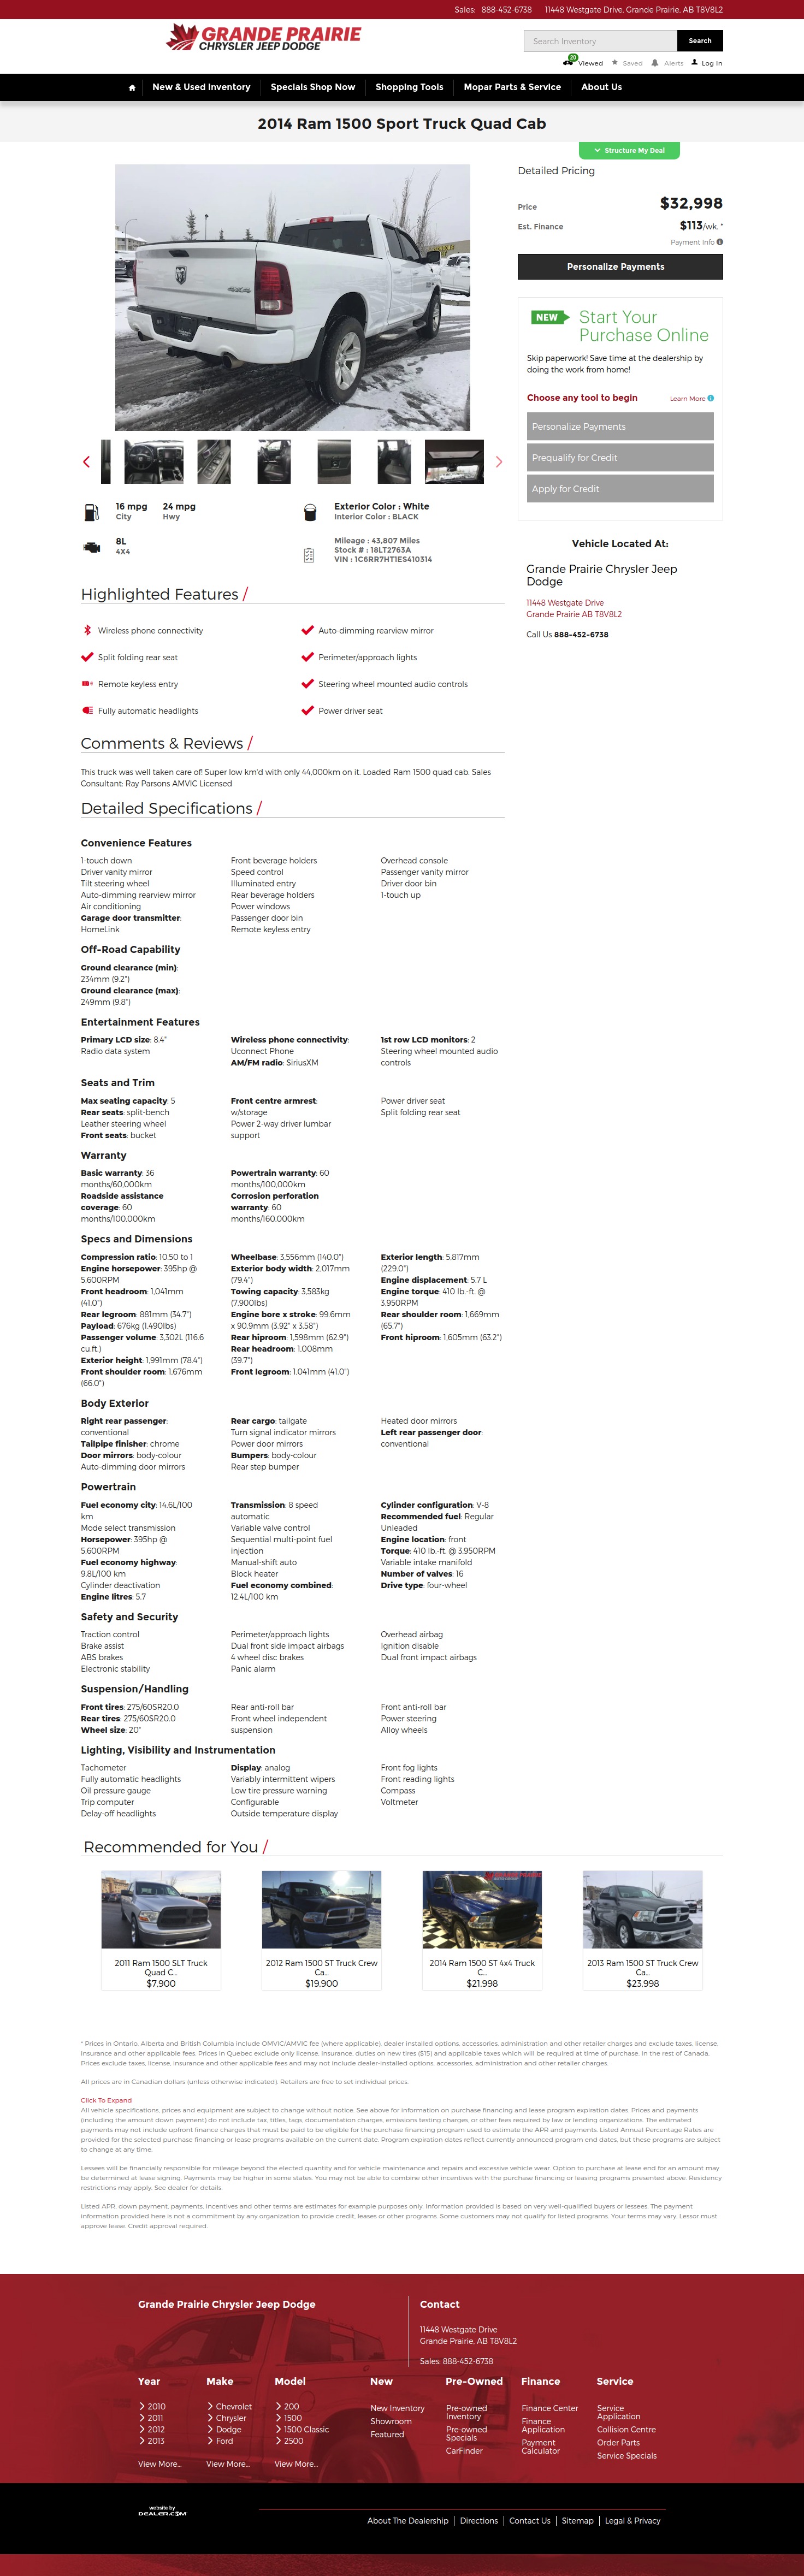 Sales: 888-452-6738 11448 Westgate Drive, Grande Prairie, AB T8V8L2
GRANDE PRAIRIE
CHRYSLER JEEP DODGE
Search Inventory
Search
20
Viewed
Saved
Alerts
Log In
New & Used Inventory
Specials Shop Now
Shopping Tools
Mopar Parts & Service
About Us
2014 Ram 1500 Sport Truck Quad Cab
Structure My Deal
4X4
Detailed Pricing
Price $32,998
Est. Finance $113/wk. *
Payment Info
Personalize Payments
NEW
Start Your
Purchase Online
Skip paperwork! Save time at the dealership by
doing the work from home!
Choose any tool to begin
Learn More
Personalize Payments
Prequalify for Credit
Apply for Credit
Vehicle Located At:
Grande Prairie Chrysler Jeep
Dodge
11448 Westgate Drive
Grande Prairie AB T8V8L2
Call Us 888-452-6738
16 mpg 24 mpg
City Hwy
Exterior Color : White
Interior Color : BLACK
8L
4X4
Mileage : 43,807 Miles
Stock # : 18LT2763A
VIN : 1C6RR7HT1ES410314
Highlighted Features /
Wireless phone connectivity
Auto-dimming rearview mirror
Split folding rear seat
Perimeter/approach lights
Remote keyless entry
Steering wheel mounted audio controls
Fully automatic headlights
Power driver seat
Comments & Reviews /
This truck was well taken care of! Super low km'd with only 44,000km on it. Loaded Ram 1500 quad cab. Sales
Consultant: Ray Parsons AMVIC Licensed
Detailed Specifications /
Convenience Features
1-touch down
Driver vanity mirror
Tilt steering wheel
Auto-dimming rearview mirror
Air conditioning
Garage door transmitter:
HomeLink
Front beverage holders
Speed control
Illuminated entry
Rear beverage holders
Power windows
Passenger door bin
Remote keyless entry
Overhead console
Passenger vanity mirror
Driver door bin
1-touch up
Off-Road Capability
Ground clearance (min):
234mm (9.2")
Ground clearance (max):
249mm (9.8")
Entertainment Features
Primary LCD size: 8.4"
Radio data system
Wireless phone connectivity:
Uconnect Phone
AM/FM radio: SiriusXM
1st row LCD monitors: 2
Steering wheel mounted audio
controls
Seats and Trim
Max seating capacity: 5
Rear seats: split-bench
Leather steering wheel
Front seats: bucket
Front centre armrest:
w/storage
Power 2-way driver lumbar
support
Power driver seat
Split folding rear seat
Warranty
Basic warranty: 36
months/60,000km
Roadside assistance
coverage: 60
months/100,000km
Powertrain warranty: 60
months/100,000km
Corrosion perforation
warranty: 60
months/160,000km
Specs and Dimensions
Compression ratio: 10.50 to 1
Engine horsepower: 395hp @
5,600RPM
Front headroom: 1,041mm
(41.0")
Rear legroom: 881mm (34.7")
Payload: 676kg (1,490lbs)
Passenger volume: 3,302L (116.6
cu.ft.)
Exterior height: 1,991mm (78.4")
Front shoulder room: 1,676mm
(66.0")
Wheelbase: 3,556mm (140.0")
Exterior body width: 2,017mm
(79.4")
Towing capacity: 3,583kg
(7,900lbs)
Engine bore x stroke: 99.6mm
x 90.9mm (3.92" x 3.58")
Rear hiproom: 1,598mm (62.9")
Rear headroom: 1,008mm
(39.7")
Front legroom: 1,041mm (41.0")
Exterior length: 5,817mm
(229.0")
Engine displacement: 5.7 L
Engine torque: 410 lb.-ft. @
3,950RPM
Rear shoulder room: 1,669mm
(65.7")
Front hiproom: 1,605mm (63.2")
Body Exterior
Right rear passenger:
conventional
Tailpipe finisher: chrome
Door mirrors: body-colour
Auto-dimming door mirrors
Rear cargo: tailgate
Turn signal indicator mirrors
Power door mirrors
Bumpers: body-colour
Rear step bumper
Heated door mirrors
Left rear passenger door:
conventional
Powertrain
Fuel economy city: 14.6L/100
km
Mode select transmission
Horsepower: 395hp @
5,600RPM
Fuel economy highway:
9.8L/100 km
Cylinder deactivation
Engine litres: 5.7
Transmission: 8 speed
automatic
Variable valve control
Sequential multi-point fuel
injection
Manual-shift auto
Block heater
Fuel economy combined:
12.4L/100 km
Cylinder configuration: V-8
Recommended fuel: Regular
Unleaded
Engine location: front
Torque: 410 lb.-ft. @ 3,950RPM
Variable intake manifold
Number of valves: 16
Drive type: four-wheel
Safety and Security
Traction control
Brake assist
ABS brakes
Electronic stability
Perimeter/approach lights
Dual front side impact airbags
4 wheel disc brakes
Panic alarm
Overhead airbag
Ignition disable
Dual front impact airbags
Suspension/Handling
Front tires: 275/60SR20.0
Rear tires: 275/60SR20.0
Wheel size: 20"
Rear anti-roll bar
Front wheel independent
suspension
Front anti-roll bar
Power steering
Alloy wheels
Lighting, Visibility and Instrumentation
Tachometer
Fully automatic headlights
Oil pressure gauge
Trip computer
Delay-off headlights
Display: analog
Variably intermittent wipers
Low tire pressure warning
Configurable
Outside temperature display
Front fog lights
Front reading lights
Compass
Voltmeter
Recommended for You /
2011 Ram 1500 SLT Truck
Quad C...
$7,900
2012 Ram 1500 ST Truck Crew
Ca...
$19,900
2014 Ram 1500 ST 4x4 Truck
C...
$21,998
2013 Ram 1500 ST Truck Crew
Ca...
$23,998
* Prices in Ontario, Alberta and British Columbia include OMVIC/AMVIC fee (where applicable), dealer installed options, accessories, administration and other retailer charges and exclude taxes, license,
insurance and other applicable fees. Prices in Quebec exclude only license, insurance, duties on new tires ($15) and applicable taxes which will be required at time of purchase. In the rest of Canada,
Prices exclude taxes, license, insurance and other applicable fees and may not include dealer-installed options, accessories, administration and other retailer charges.
All prices are in Canadian dollars (unless otherwise indicated). Retailers are free to set individual prices.
Click To Expand
All vehicle specifications, prices and equipment are subject to change without notice. See above for information on purchase financing and lease program expiration dates. Prices and payments
(including the amount down payment) do not include tax, titles, tags, documentation charges, emissions testing charges, or other fees required by law or lending organizations. The estimated
payments may not include upfront finance charges that must be paid to be eligible for the purchase financing program used to estimate the APR and payments. Listed Annual Percentage Rates are
provided for the selected purchase financing or lease programs available on the current date. Program expiration dates reflect currently announced program end dates, but these programs are subject
to change at any time.
Lessees will be financially responsible for mileage beyond the elected quantity and for vehicle maintenance and repairs and excessive vehicle wear. Option to purchase at lease end for an amount may
be determined at lease signing. Payments may be higher in some states. You may not be able to combine other incentives with the purchase financing or leasing programs presented above. Residency
restrictions may apply. See dealer for details.
Listed APR, down payment, payments, incentives and other terms are estimates for example purposes only. Information provided is based on very well-qualified buyers or lessees. The payment
information provided here is not a commitment by any organization to provide credit, leases or other programs. Some customers may not qualify for listed programs. Your terms may vary. Lessor must
approve lease. Credit approval required.
Grande Prairie Chrysler Jeep Dodge
Contact
11448 Westgate Drive
Grande Prairie, AB T8V8L2
Sales: 888-452-6738
Year
2010
2011
2012
2013
View More...
Make
Chevrolet
Chrysler
Dodge
Ford
View More...
Model
200
1500
1500 Classic
2500
View More...
New
New Inventory
Showroom
Featured
Pre-Owned
Pre-owned
Inventory
Pre-owned
Specials
CarFinder
Finance
Finance Center
Finance
Application
Payment
Calculator
Service
Service
Application
Collision Centre
Order Parts
Service Specials
website by
DEALER.COM
About The Dealership | Directions | Contact Us | Sitemap | Legal & Privacy